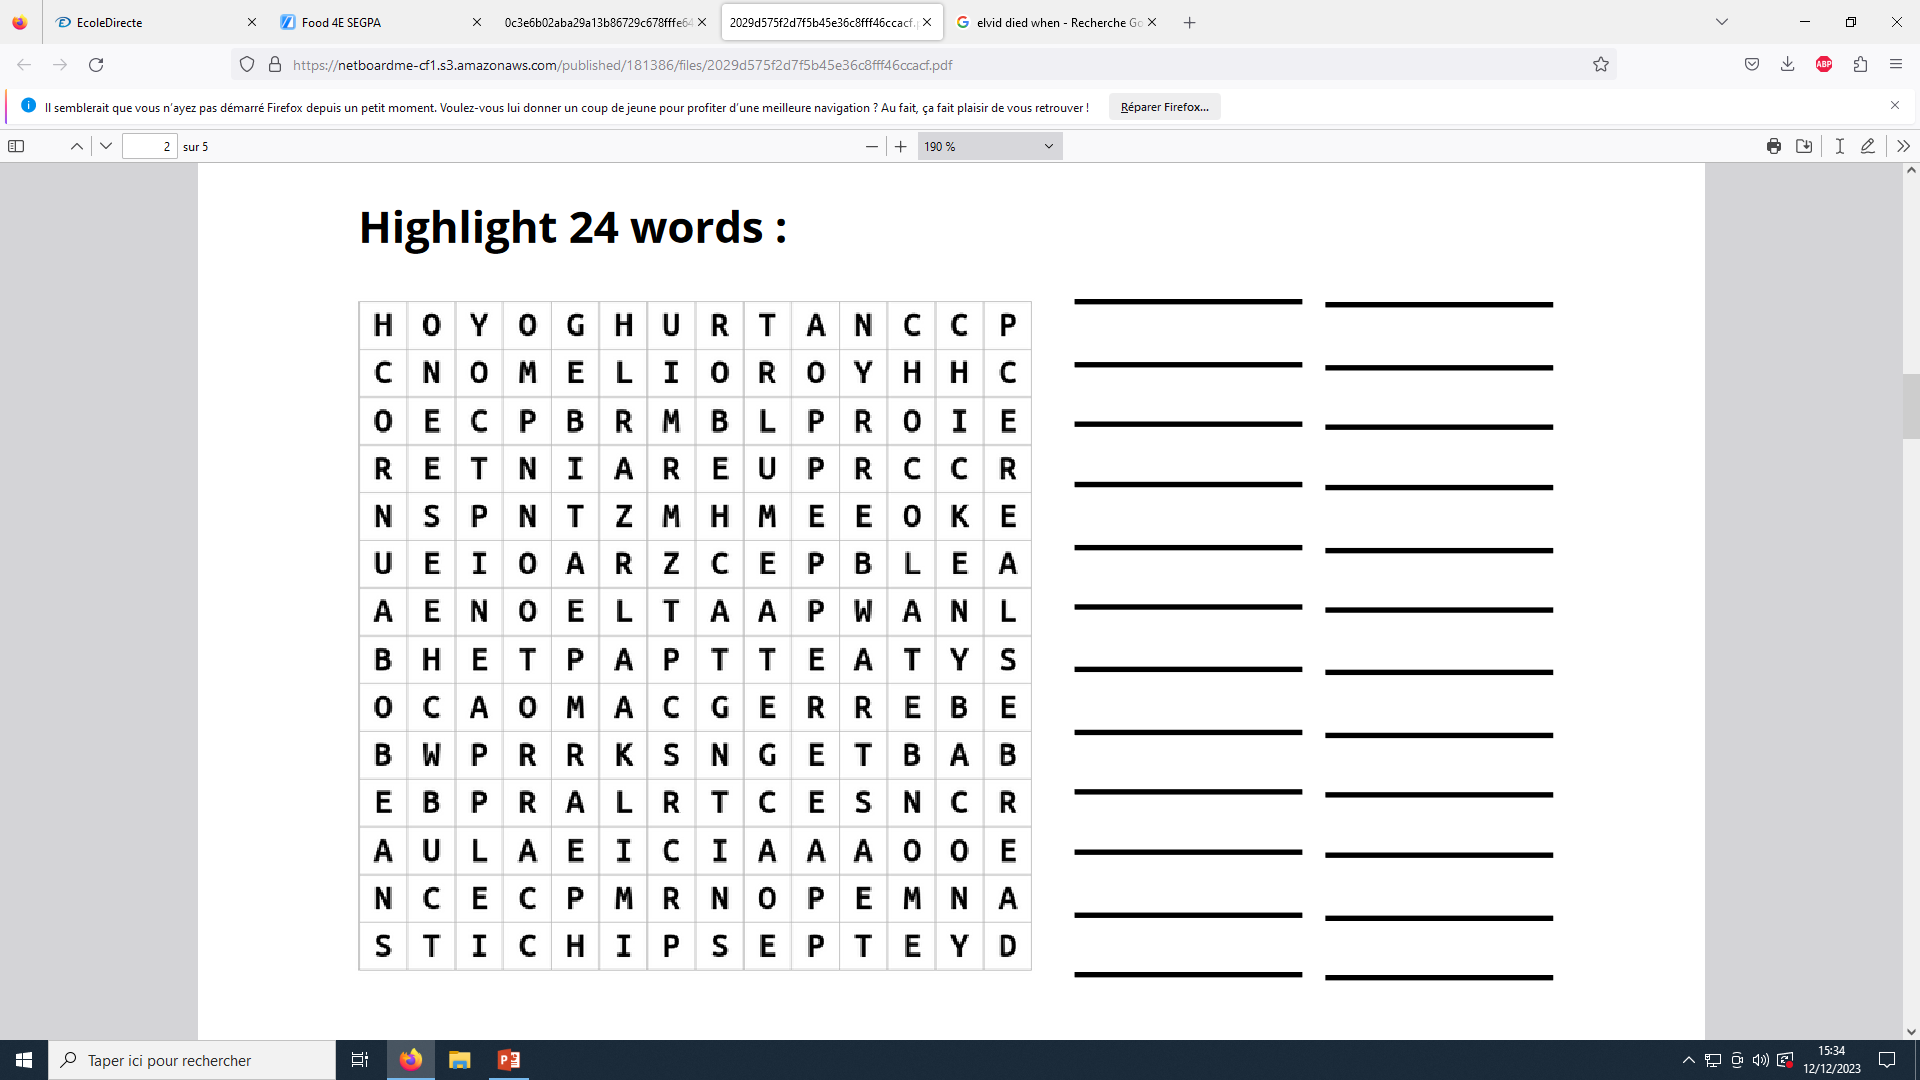 EcoleDirecte
Food 4E SEGPA
0c3e6b02aba29a13b86729c678fffe64
2029d575f2d7f5b45e36c8fff46ccacf.
elvid died when - Recherche Go
https://netboardme-cf1.s3.amazonaws.com/published/181386/files/2029d575f2d7f5b45e36c8fff46ccacf.pdf
ABP
Il semblerait que vous n'ayez pas démarré Firefox depuis un petit moment. Voulez-vous lui donner un coup de jeune pour profiter d'une meilleure navigation ? Au fait, ça fait plaisir de vous retrouver !
Réparer Firefox...
2 sur 5
190 %
Highlight 24 words :
H O Y O G H U R T A N C C P
C N O M E L I O R O Y H H C
O E C P B R M B L P R O I E
R E T N I A R E U P R C C R
N S P N T Z M H M E E O K E
U E I O A R Z C E P B L E A
A E N O E L T A A P W A N L
B H E T P A P T T E A T Y S
O C A O M A C G E R R E B E
B W P R R K S N G E T B A B
E B P R A L R T C E S N C R
A U L A E I C I A A A O O E
N C E C P M R N O P E M N A
S T I C H I P S E P T E Y D
Taper ici pour rechercher
15:34
12/12/2023